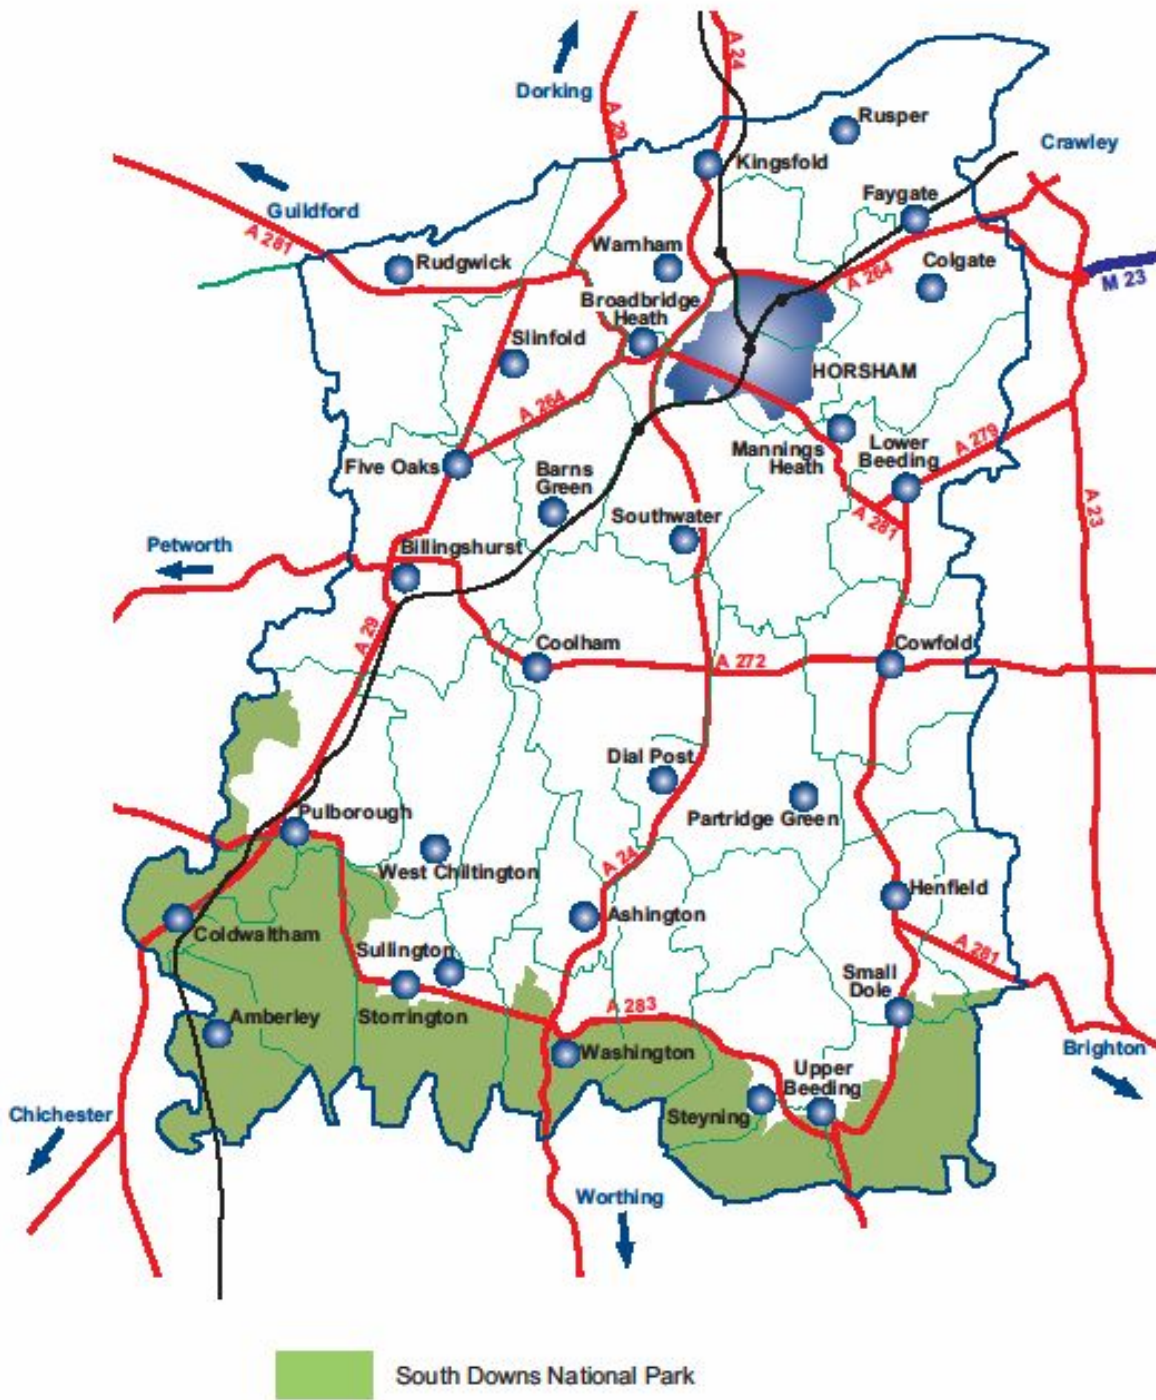 A 24
Dorking
A 29
Rusper
Crawley
Kingsfold
Guildford
A 281
Faygate
Warnham
Rudgwick
Colgate
A 264
M 23
Broadbridge
Heath
Slinfold
HORSHAM
A 264
Mannings
Heath
Lower
Beeding
A 279
Five Oaks
Barns
Green
A 281
A 23
Southwater
Petworth
Billingshurst
A 29
Coolham
A 272
Cowfold
Dial Post
Pulborough
Partridge Green
West Chiltington
A 24
Henfield
Ashington
Coldwaltham
Sullington
A 281
Small
Dole
Amberley
Storrington
A 283
Washington
Brighton
Upper
Beeding
Chichester
Steyning
Worthing
South Downs National Park